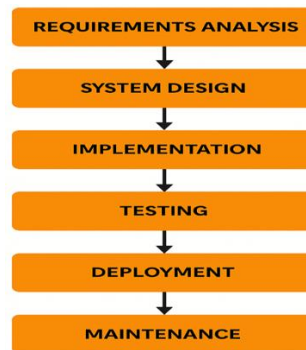 REQUIREMENTS ANALYSIS
SYSTEM DESIGN
IMPLEMENTATION
TESTING
DEPLOYMENT
MAINTENANCE